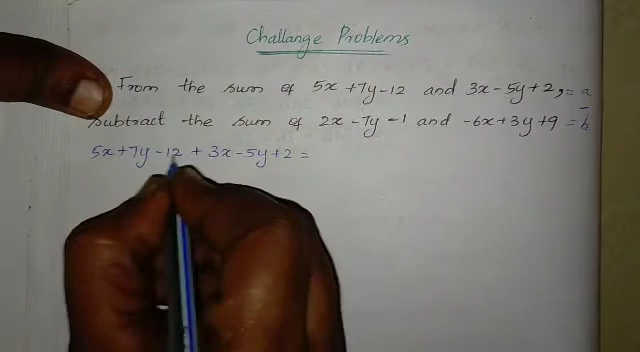 Challange Problems
From the sum of 5x+7y-12 and 3x-5y+2, = a
subtract the sum of 2x-7y-1 and -6x+3y+9 = b
5x+7y-12+3x-5y+2=